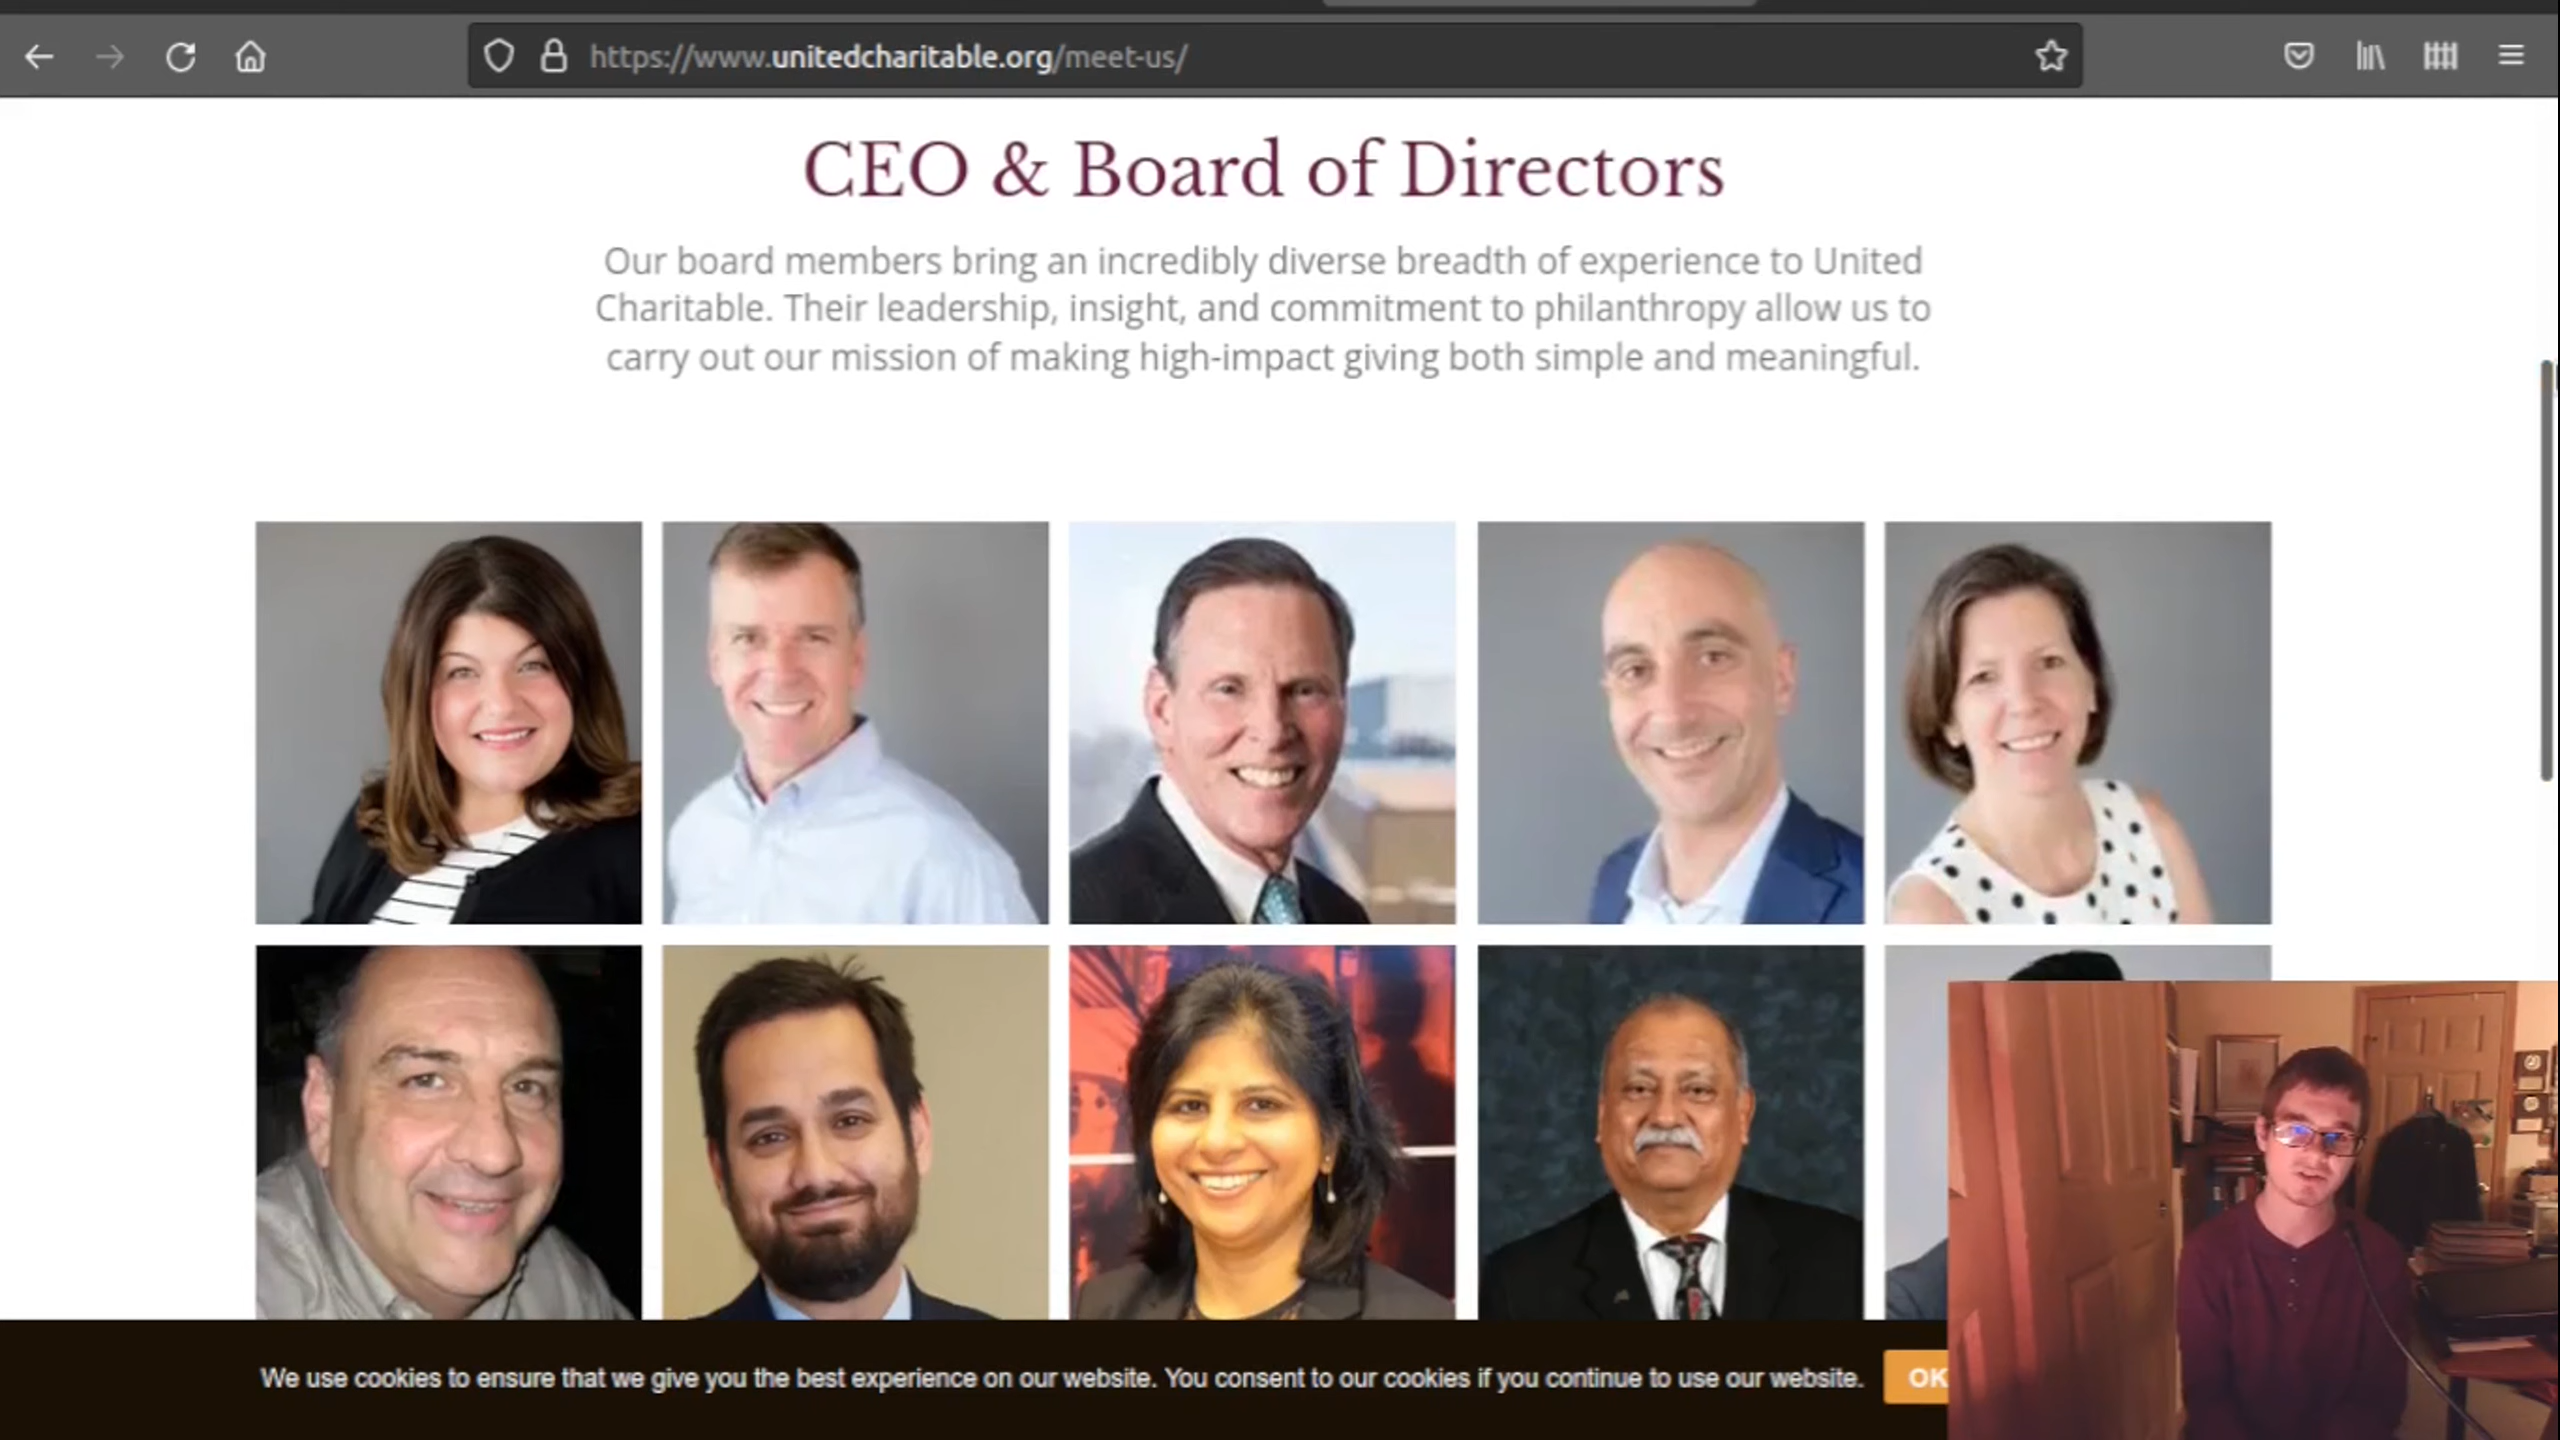 https://www.unitedcharitable.org/meet-us/
CEO & Board of Directors
Our board members bring an incredibly diverse breadth of experience to United
Charitable. Their leadership, insight, and commitment to philanthropy allow us to
carry out our mission of making high-impact giving both simple and meaningful.
We use cookies to ensure that we give you the best experience on our website. You consent to our cookies if you continue to use our website.
OK